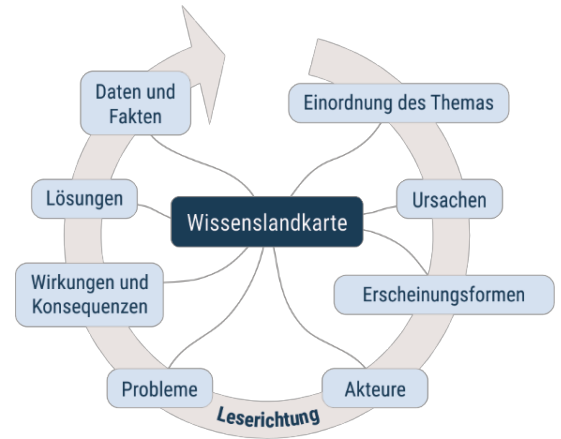 Daten und
Fakten
Einordnung des Themas
Lösungen
Ursachen
Wissenslandkarte
Wirkungen und
Konsequenzen
Erscheinungsformen
Probleme
Akteure
Leserichtung